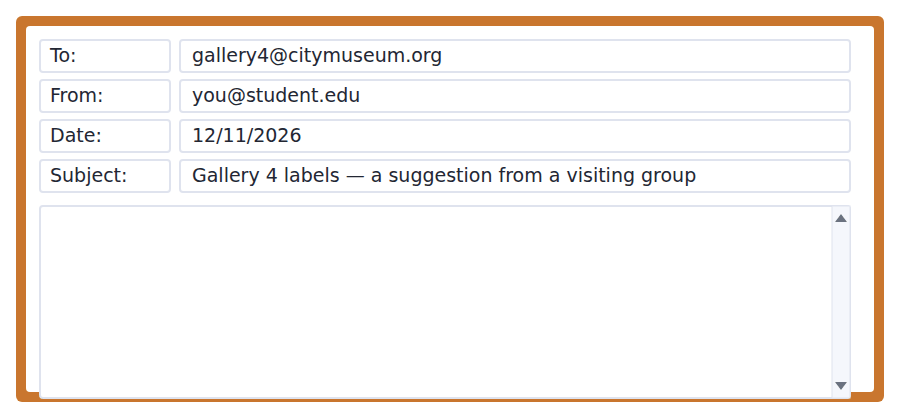 To: gallery4@citymuseum.org
From: you@student.edu
Date: 12/11/2026
Subject: Gallery 4 labels — a suggestion from a visiting group